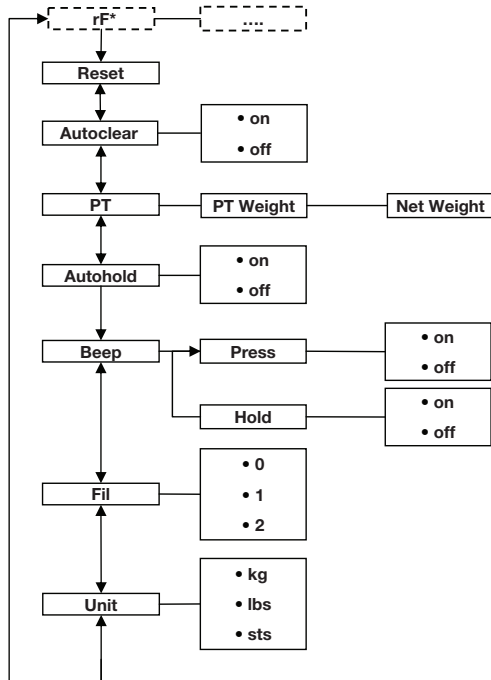 rF* ....
Reset
Autoclear
• on
• off
PT PT Weight Net Weight
Autohold
• on
• off
Beep Press
• on
• off
Hold
• on
• off
Fil
• 0
• 1
• 2
Unit
• kg
• lbs
• sts